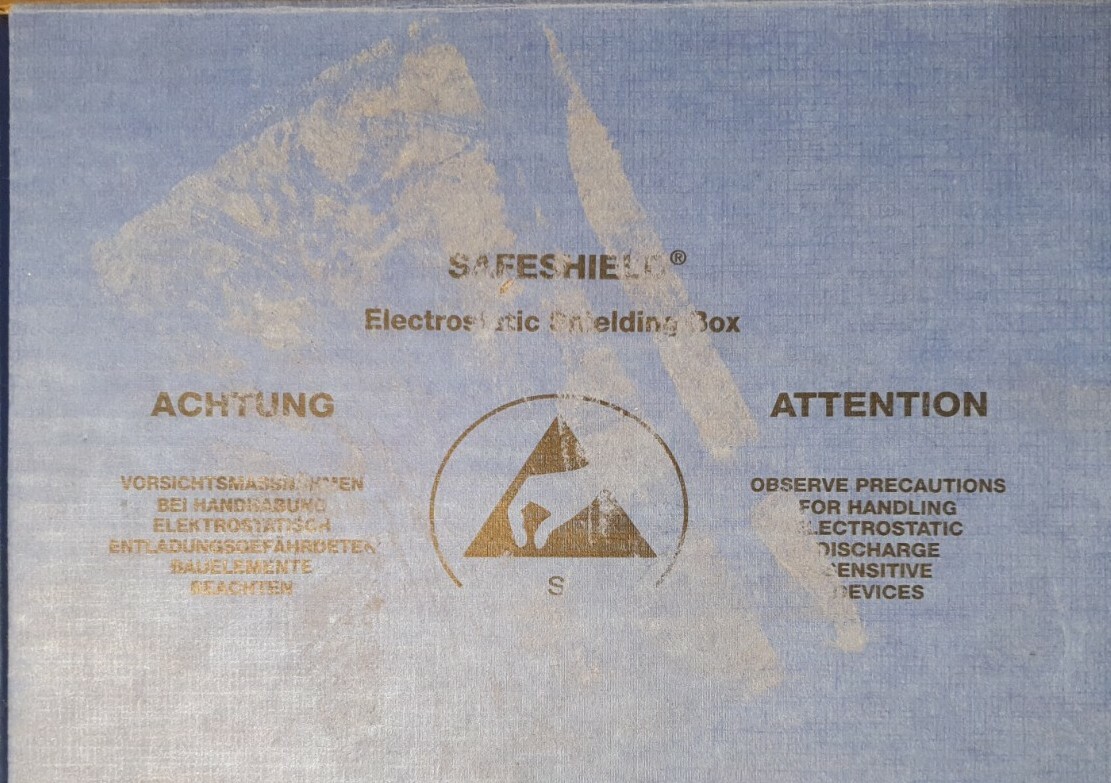 SAFESHIELD®
Electrostatic Shielding Box
ACHTUNG
VORSICHTSMASSNAHMEN
BEI HANDHABUNG
ELEKTROSTATISCH
ENTLADUNGSGEFÄHRDETER
BAUELEMENTE
BEACHTEN
S
ATTENTION
OBSERVE PRECAUTIONS
FOR HANDLING
ELECTROSTATIC
DISCHARGE
SENSITIVE
DEVICES